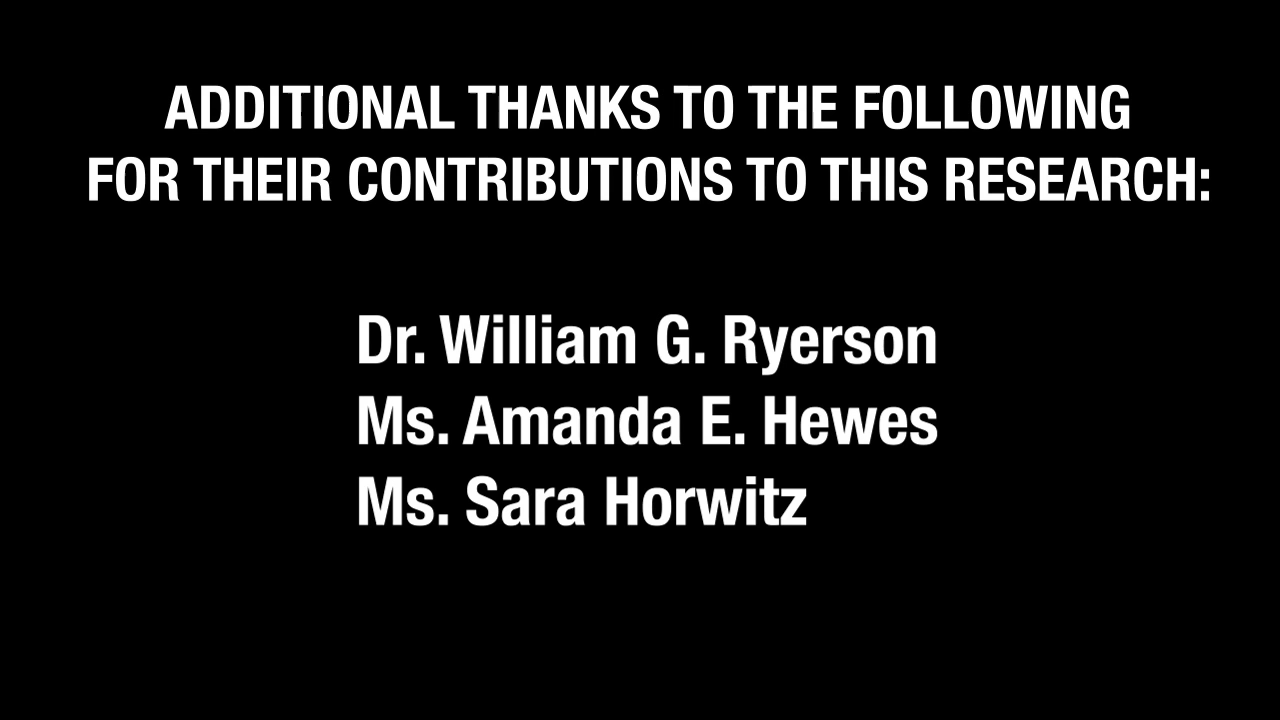 ADDITIONAL THANKS TO THE FOLLOWING
FOR THEIR CONTRIBUTIONS TO THIS RESEARCH:
Dr. William G. Ryerson
Ms. Amanda E. Hewes
Ms. Sara Horwitz